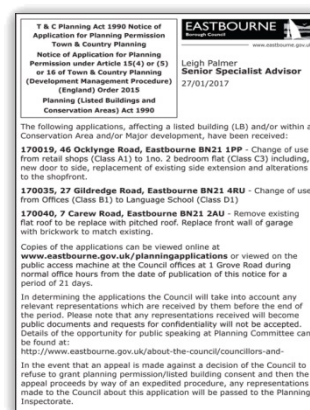 T & C Planning Act 1990 Notice of
Application for Planning Permission
Town & Country Planning
Notice of Application for Planning
Permission under Article 15(4) or (5)
or 16 of Town & Country Planning
(Development Management Procedure)
(England) Order 2015
Planning (Listed Buildings and
Conservation Areas) Act 1990
EASTBOURNE
Borough Council
www.eastbourne.gov.u
Leigh Palmer
Senior Specialist Advisor
27/01/2017
The following applications, affecting a listed building (LB) and/or within a
Conservation Area and/or Major development, have been received:
170019, 46 Ocklynge Road, Eastbourne BN21 1PP - Change of use
from retail shops (Class A1) to 1no. 2 bedroom flat (Class C3) including,
new door to side, replacement of existing side extension and alterations
to the shopfront.
170035, 27 Gildredge Road, Eastbourne BN21 4RU - Change of use
from Offices (Class B1) to Language School (Class D1)
170040, 7 Carew Road, Eastbourne BN21 2AU - Remove existing
flat roof to be replace with pitched roof. Replace front wall of garage
with brickwork to match existing.
Copies of the applications can be viewed online at
www.eastbourne.gov.uk/planningapplications or viewed on the
public access machine at the Council offices at 1 Grove Road during
normal office hours from the date of publication of this notice for a
period of 21 days.
In determining the applications the Council will take into account any
relevant representations which are received by them before the end of
the period. Please note that any representations received will become
public documents and requests for confidentiality will not be accepted.
Details of the opportunity for public speaking at Planning Committee can
be found at:
http://www.eastbourne.gov.uk/about-the-council/councillors-and-
In the event that an appeal is made against a decision of the Council to
refuse to grant planning permission/listed building consent and then the
appeal proceeds by way of an expedited procedure, any representations
made to the Council about this application will be passed to the Planning
Inspectorate.